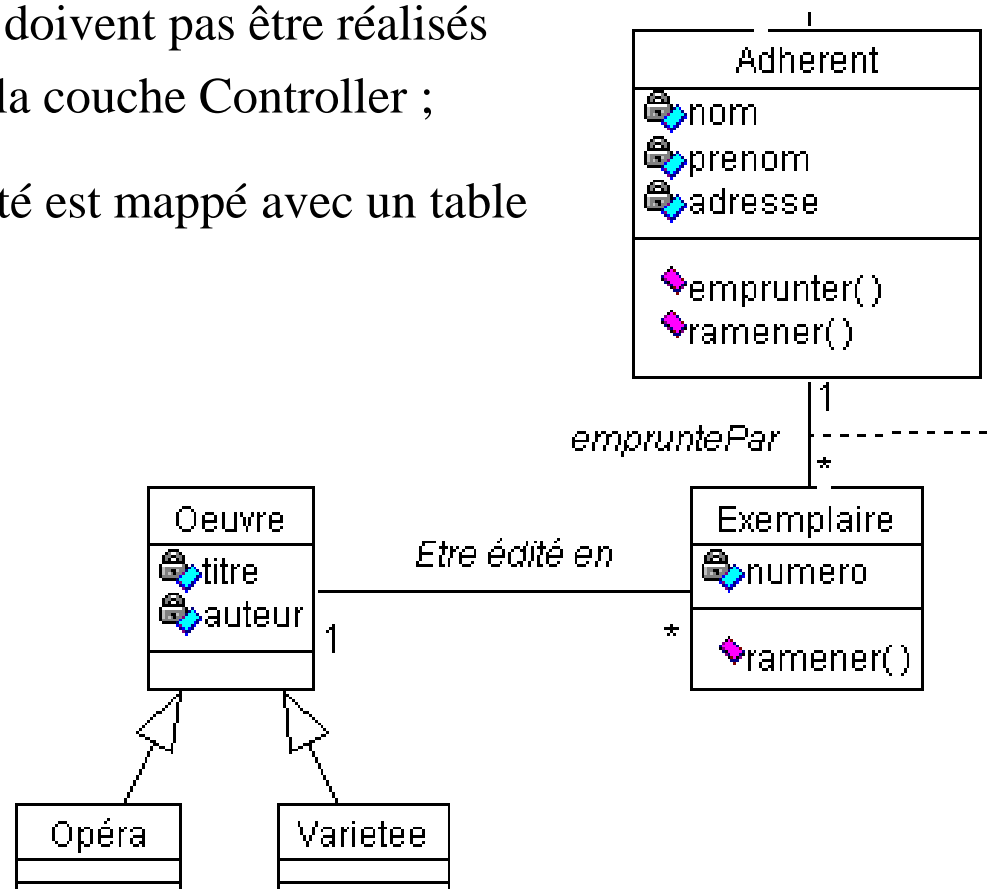 doivent pas être réalisés
la couche Controller ;
té est mappé avec un table
Adherent
nom
prenom
adresse
emprunter()
ramener()
1
empruntePar
*
Oeuvre
titre
auteur
1
Etre édité en
*
Exemplaire
numero
ramener()
Opéra
Varietee